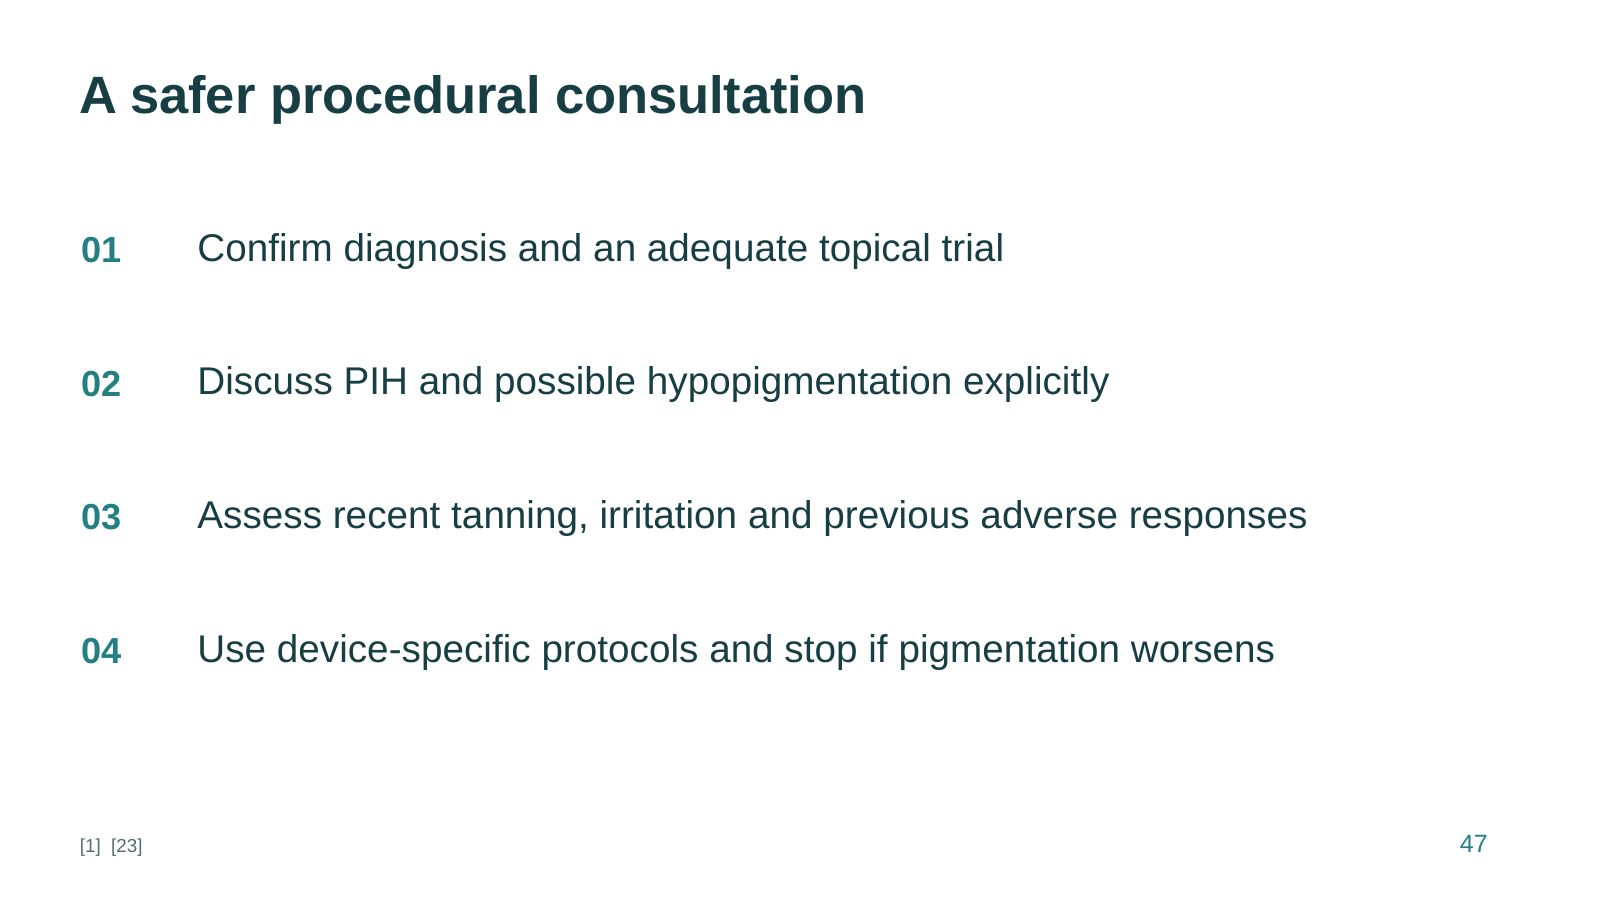 A safer procedural consultation
01 Confirm diagnosis and an adequate topical trial
02 Discuss PIH and possible hypopigmentation explicitly
03 Assess recent tanning, irritation and previous adverse responses
04 Use device-specific protocols and stop if pigmentation worsens
[1] [23]
47